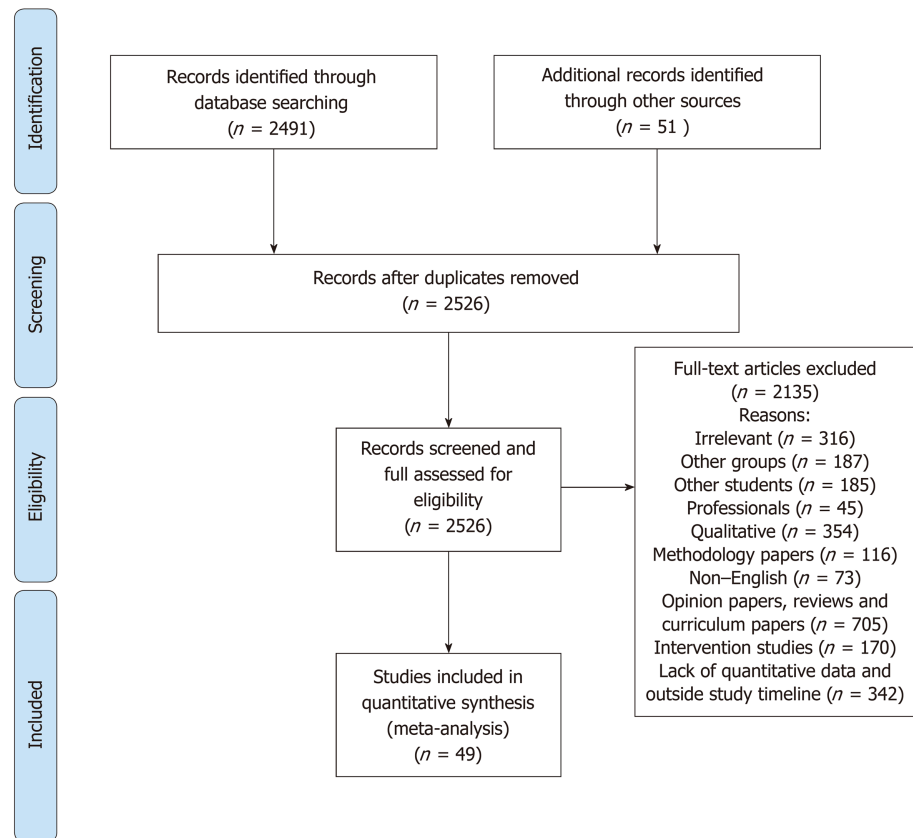 Identification
Records identified through
database searching
(n = 2491)
Additional records identified
through other sources
(n = 51 )
Screening
Records after duplicates removed
(n = 2526)
Eligibility
Records screened and
full assessed for
eligibility
(n = 2526)
Full-text articles excluded
(n = 2135)
Reasons:
Irrelevant (n = 316)
Other groups (n = 187)
Other students (n = 185)
Professionals (n = 45)
Qualitative (n = 354)
Methodology papers (n = 116)
Non–English (n = 73)
Opinion papers, reviews and
curriculum papers (n = 705)
Intervention studies (n = 170)
Lack of quantitative data and
outside study timeline (n = 342)
Included
Studies included in
quantitative synthesis
(meta-analysis)
(n = 49)